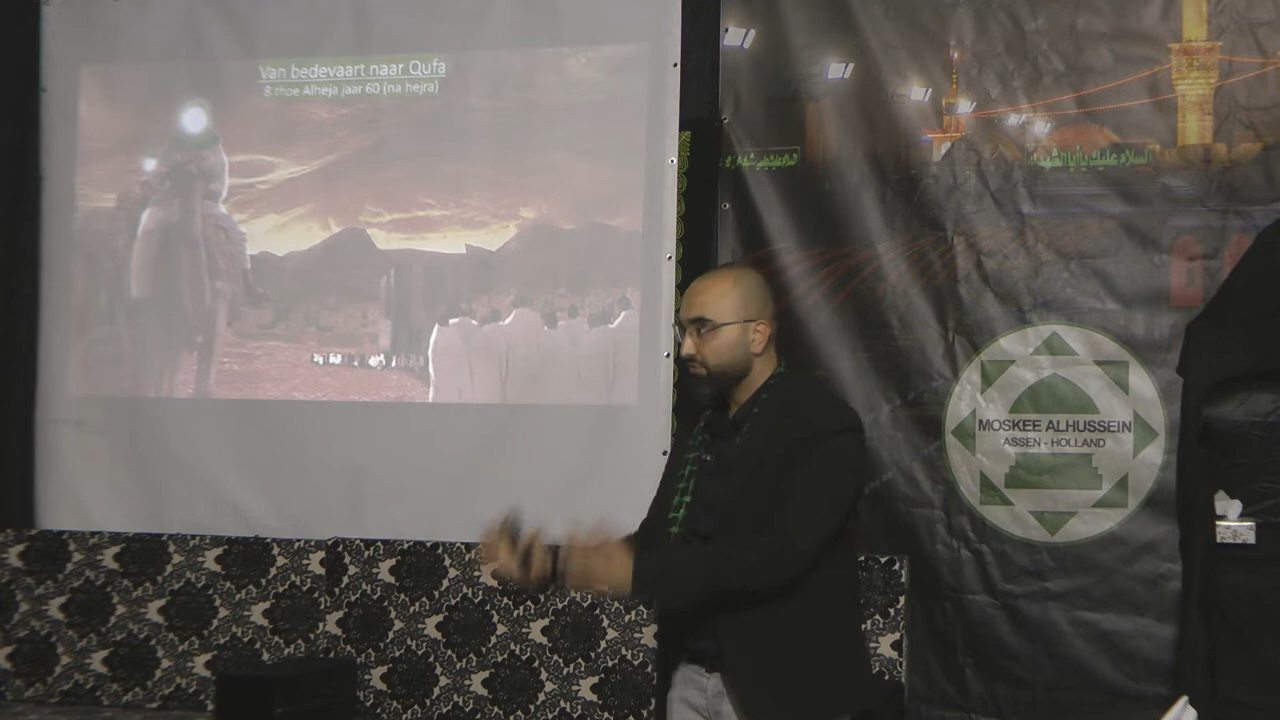 Van bedevaart naar Qufa
8 thoe Alheja jaar 60 (na hejra)
السلام عليك يا أبا الشهداء
MOSKEE ALHUSSEIN
ASSEN - HOLLAND